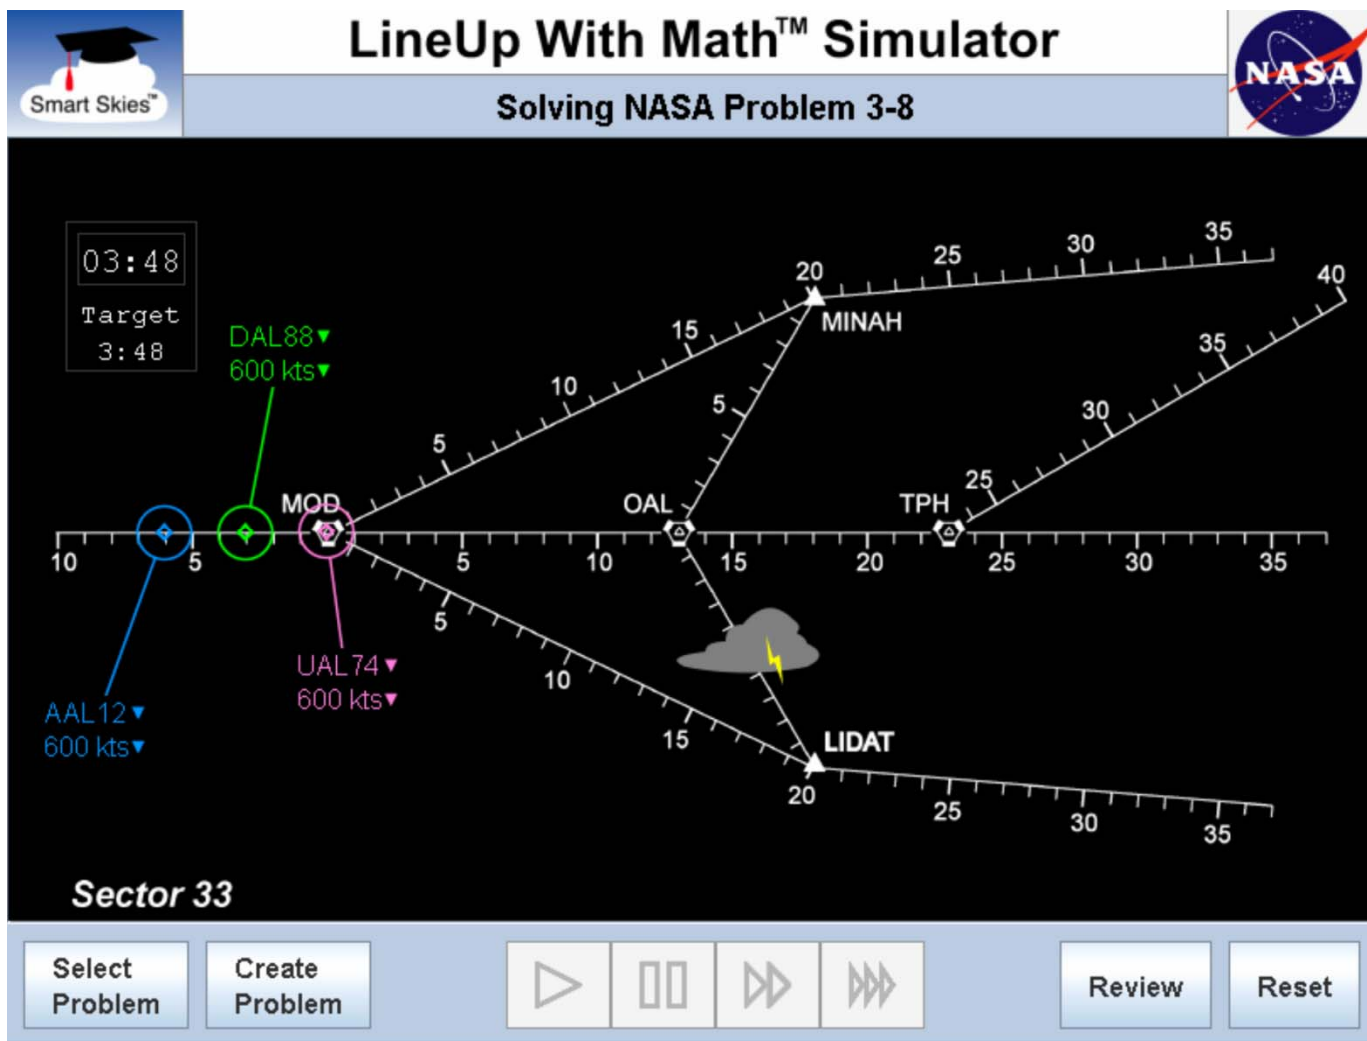 LineUp With Math™ Simulator
Smart Skies™
NASA
Solving NASA Problem 3-8
03:48
Target
3:48
DAL88▼
600 kts▼
20
25
30
35
40
MINAH
15
10
5
5
35
30
25
MOD
OAL
TPH
10
5
5
10
15
20
25
30
35
5
10
15
20
25
30
35
UAL74▼
600 kts▼
AAL12▼
600 kts▼
LIDAT
Sector 33
Select
Problem
Create
Problem
Review
Reset